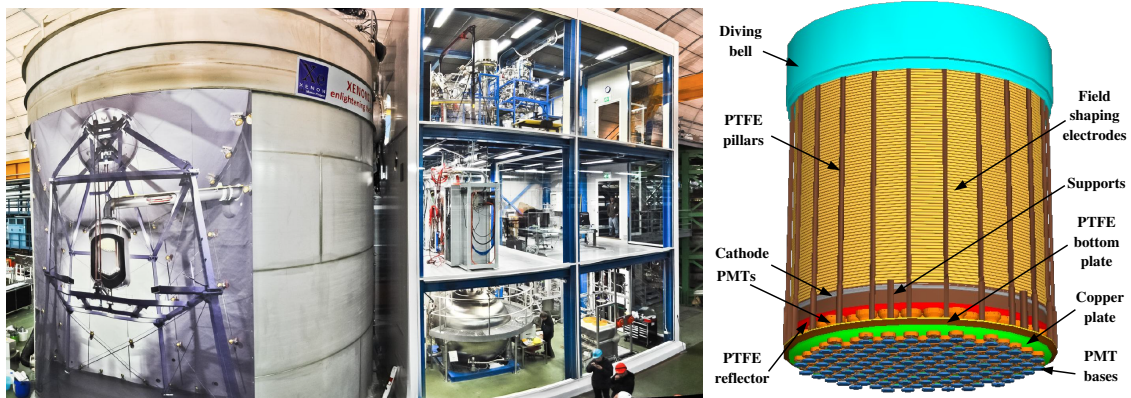 XENON
XENON
enlightening
Diving
bell
PTFE
pillars
Field
shaping
electrodes
Supports
PTFE
bottom
plate
Cathode
PMTs
Copper
plate
PTFE
reflector
PMT
bases